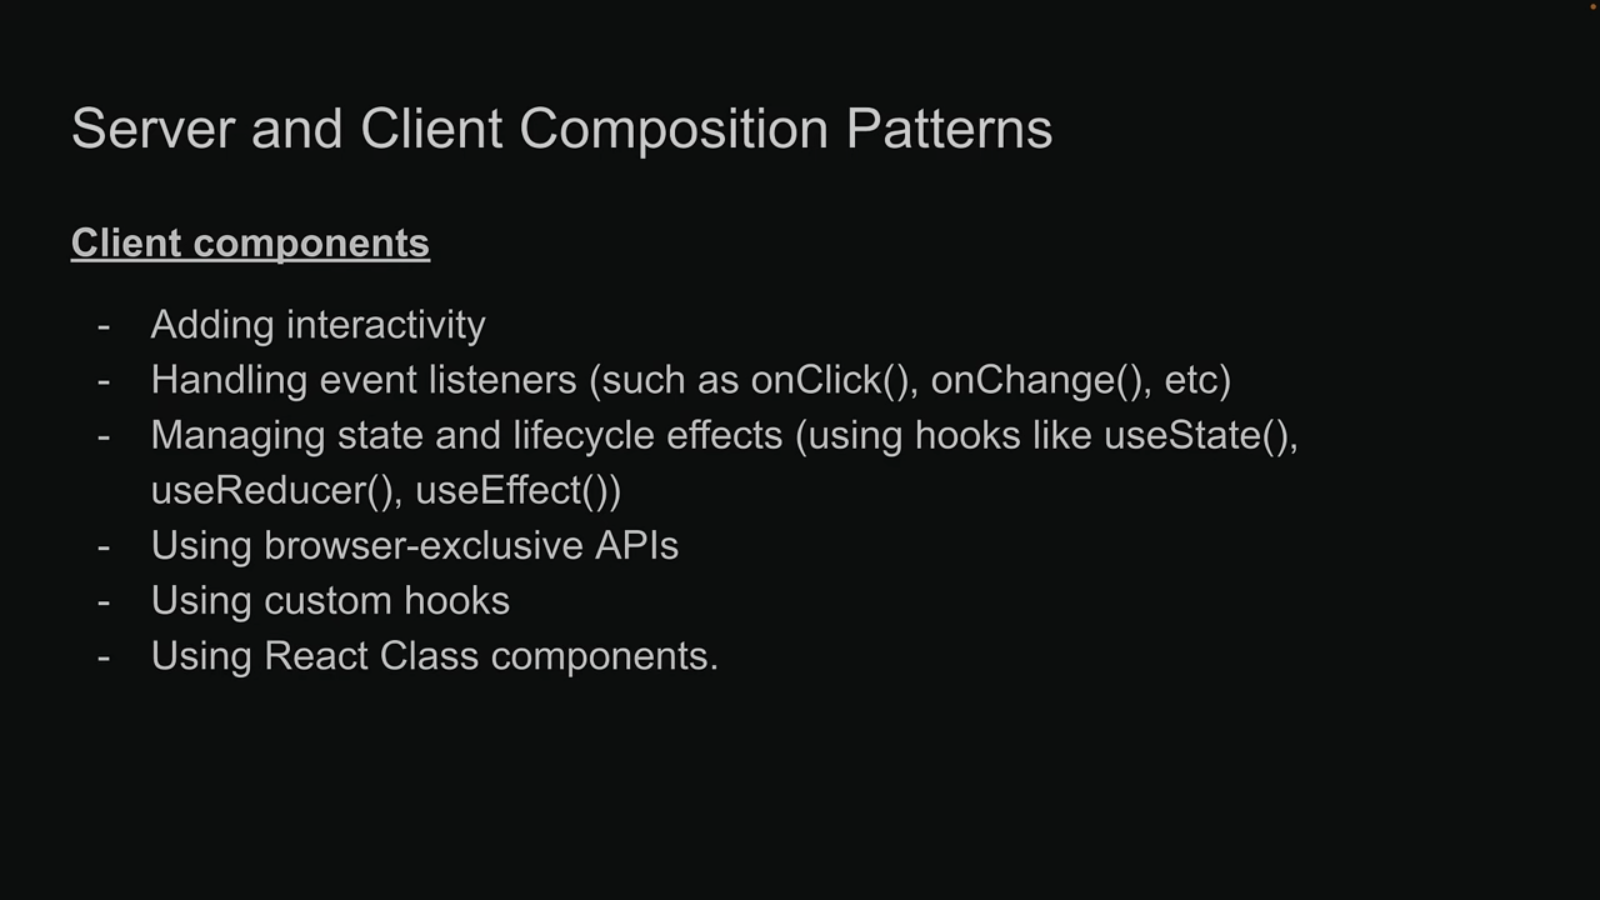 Server and Client Composition Patterns
Client components
- Adding interactivity
- Handling event listeners (such as onClick(), onChange(), etc)
- Managing state and lifecycle effects (using hooks like useState(),
useReducer(), useEffect())
- Using browser-exclusive APIs
- Using custom hooks
- Using React Class components.